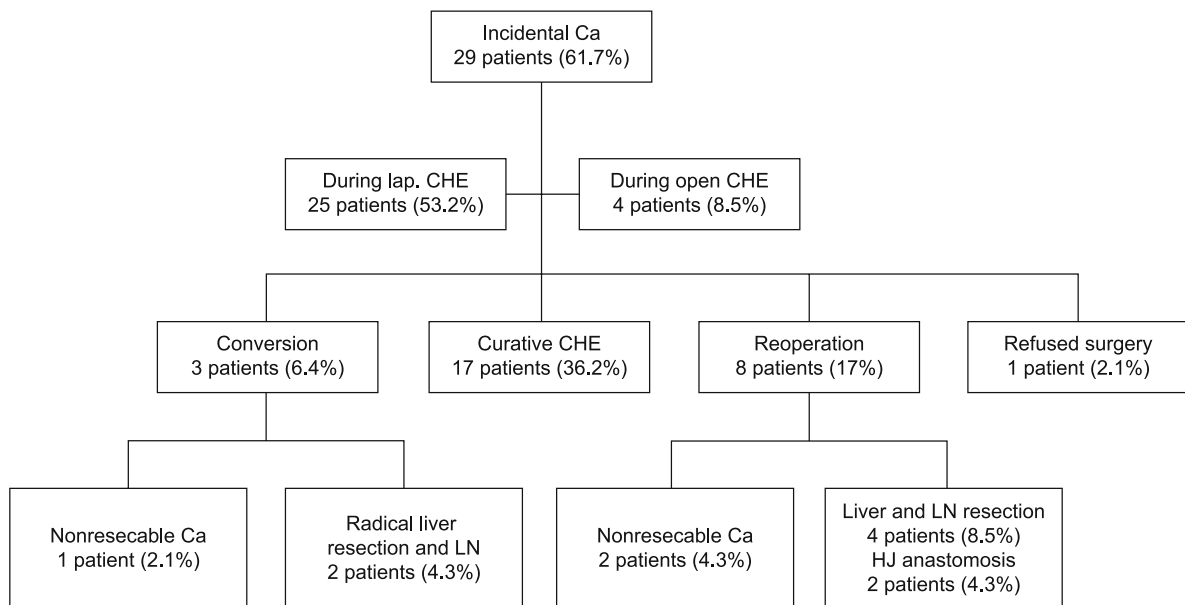 Incidental Ca
29 patients (61.7%)
During lap. CHE
25 patients (53.2%)
During open CHE
4 patients (8.5%)
Conversion
3 patients (6.4%)
Curative CHE
17 patients (36.2%)
Reoperation
8 patients (17%)
Refused surgery
1 patient (2.1%)
Nonresecable Ca
1 patient (2.1%)
Radical liver
resection and LN
2 patients (4.3%)
Nonresecable Ca
2 patients (4.3%)
Liver and LN resection
4 patients (8.5%)
HJ anastomosis
2 patients (4.3%)